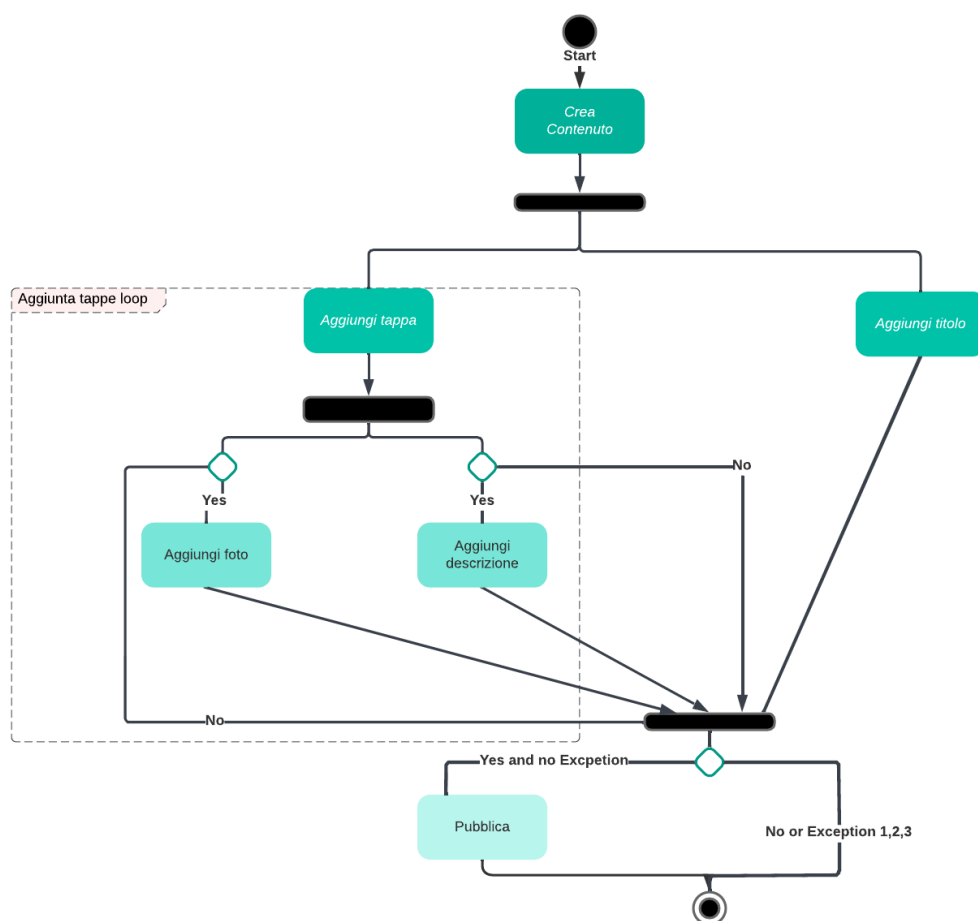 Start
Crea
Contenuto
Aggiunta tappe loop
Aggiungi tappa
Aggiungi titolo
No
Yes
Yes
Aggiungi foto
Aggiungi
descrizione
No
Yes and no Excpetion
Pubblica
No or Exception 1,2,3